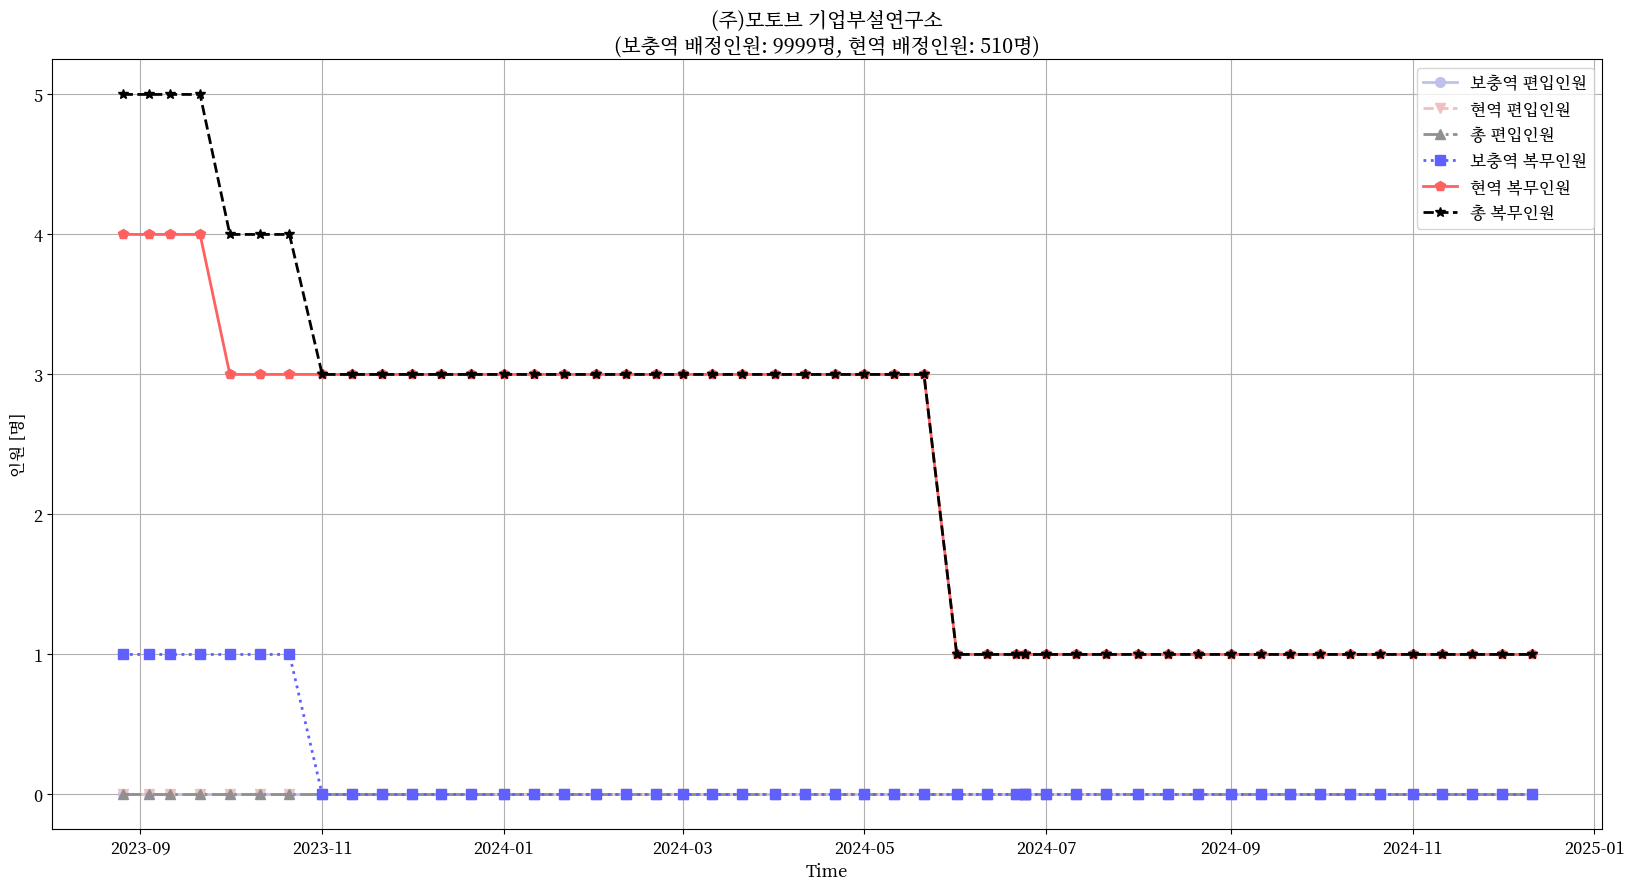 (주)모토브 기업부설연구소
(보충역 배정인원: 9999명, 현역 배정인원: 510명)
보충역 편입인원
현역 편입인원
총 편입인원
보충역 복무인원
현역 복무인원
총 복무인원
인원 [명]
5
4
3
2
1
0
2023-09 2023-11 2024-01 2024-03 2024-05 2024-07 2024-09 2024-11 2025-01
Time